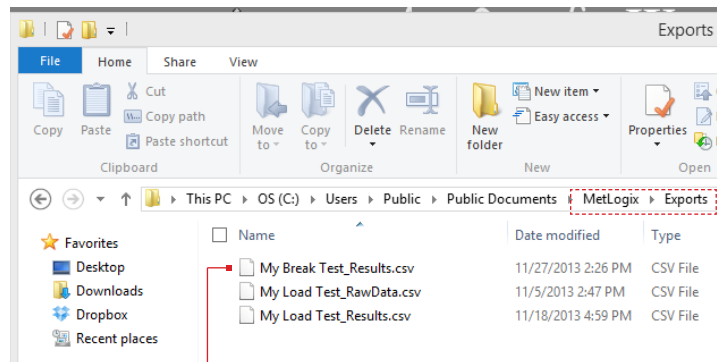 Exports
File Home Share View
Copy
Paste
Cut
Copy path
Paste shortcut
Move to
Copy to
Delete
Rename
New folder
New item
Easy access
Properties
Clipboard Organize New Open
This PC OS (C:) Users Public Public Documents MetLogix Exports
Favorites
Desktop
Downloads
Dropbox
Recent places
Name Date modified Type
My Break Test_Results.csv 11/27/2013 2:26 PM CSV File
My Load Test_RawData.csv 11/5/2013 2:47 PM CSV File
My Load Test_Results.csv 11/18/2013 4:59 PM CSV File